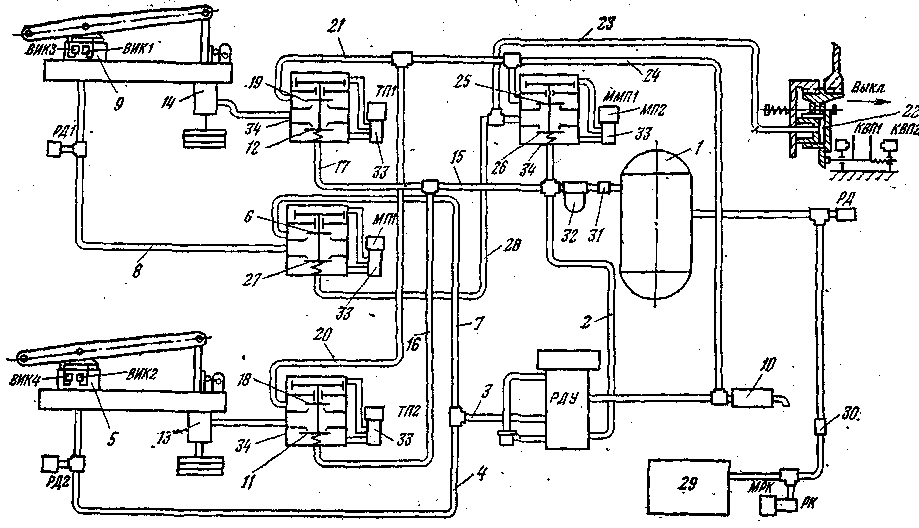 21
23
ВИК3
ВИК1
9
14
19
ТП1
25
24
ММП1
МП2
Выкл.
22
КВП1
КВП2
34
12
33
26
34
33
1
РД1
17
15
РД
6
МП1
32
31
8
27
33
28
2
20
16
7
ВИК4
ВИК2
18
ТП2
3
РДУ
10
5
13
34
33
30
11
РД2
4
29
МРК
РК